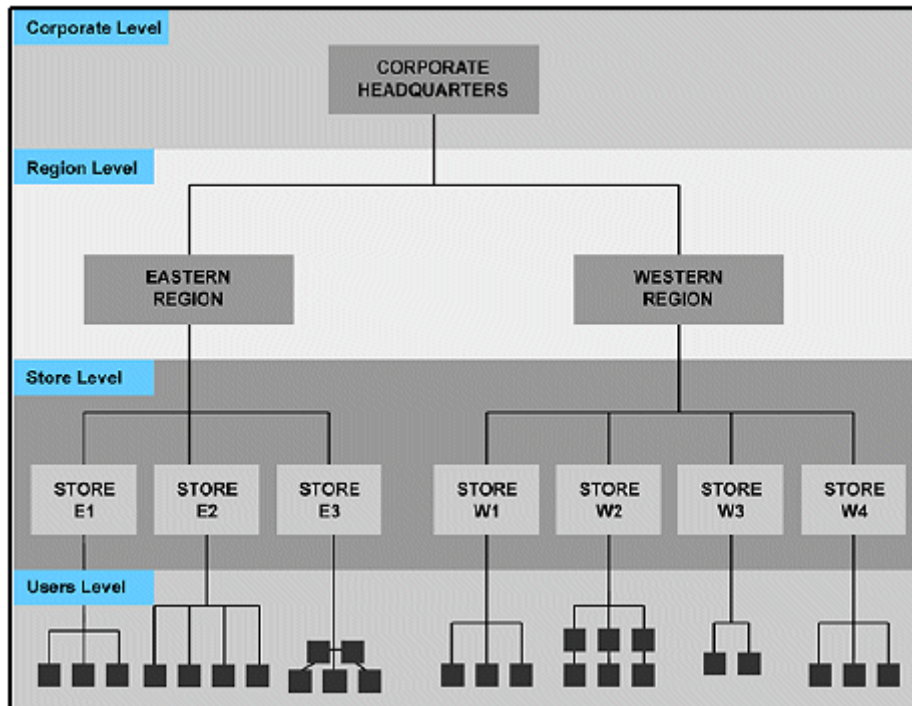 Corporate Level
CORPORATE
HEADQUARTERS
Region Level
EASTERN
REGION
WESTERN
REGION
Store Level
STORE
E1
STORE
E2
STORE
E3
STORE
W1
STORE
W2
STORE
W3
STORE
W4
Users Level